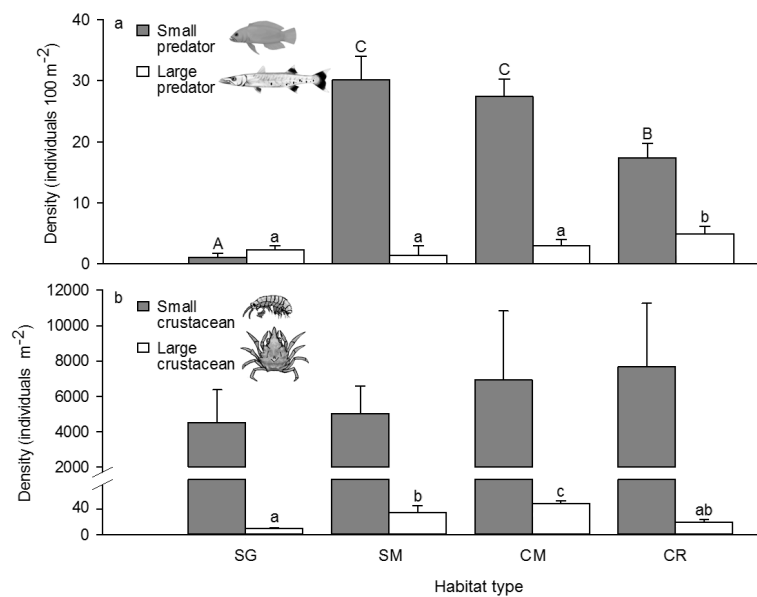 a
Small
predator
Large
predator
Density (individuals 100 m⁻²)
40
30
20
10
0
A
a
C
a
C
a
B
b
b
Small
crustacean
Large
crustacean
Density (individuals m⁻²)
12000
10000
8000
6000
4000
2000
40
0
a
b
c
ab
SG
SM
CM
CR
Habitat type